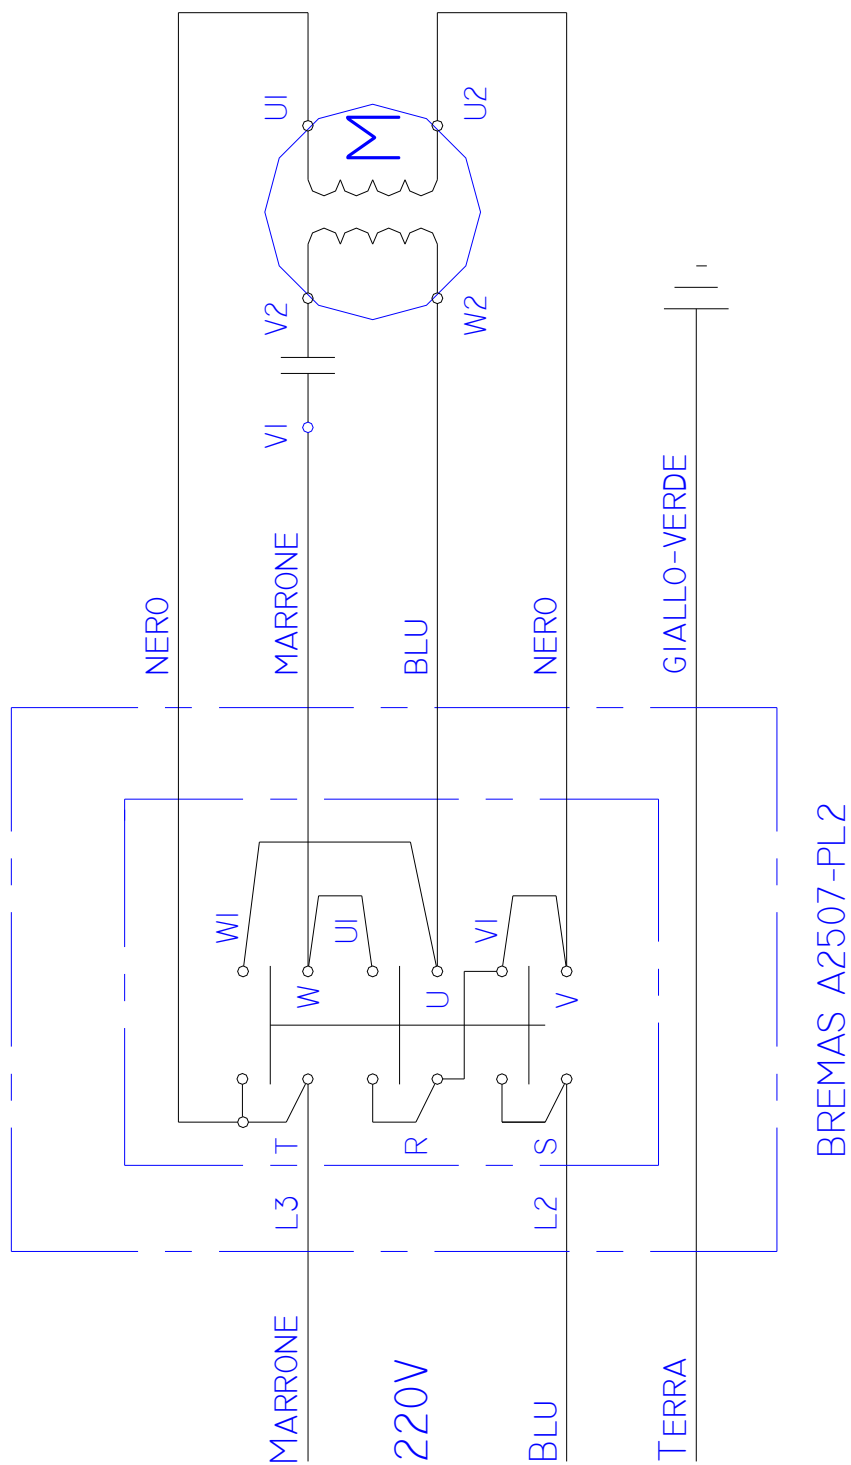 U1
M
U2
V2
W2
V1
NERO
MARRONE
BLU
NERO
GIALLO-VERDE
W1
U1
V1
W
U
V
T
R
S
L3
L2
MARRONE
220V
BLU
TERRA
BREMAS A2507-PL2